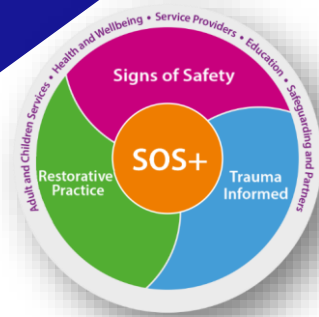 Adult and Children Services • Health and Wellbeing • Service Providers • Education • Safeguarding and Partners
Signs of Safety
SOS+
Restorative
Practice
Trauma
Informed